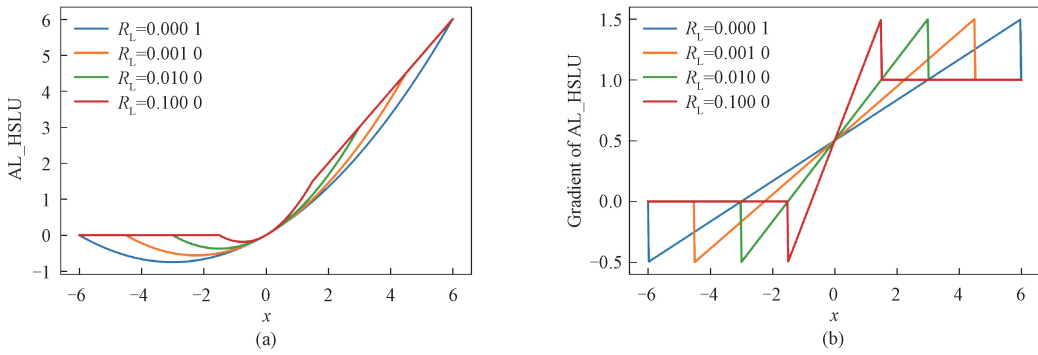 AL_HSLU
6
5
4
3
2
1
0
−1
R_L=0.000 1
R_L=0.001 0
R_L=0.010 0
R_L=0.100 0
−6 −4 −2 0 2 4 6
x
(a)
Gradient of AL_HSLU
1.5
1.0
0.5
0.0
−0.5
R_L=0.000 1
R_L=0.001 0
R_L=0.010 0
R_L=0.100 0
−6 −4 −2 0 2 4 6
x
(b)